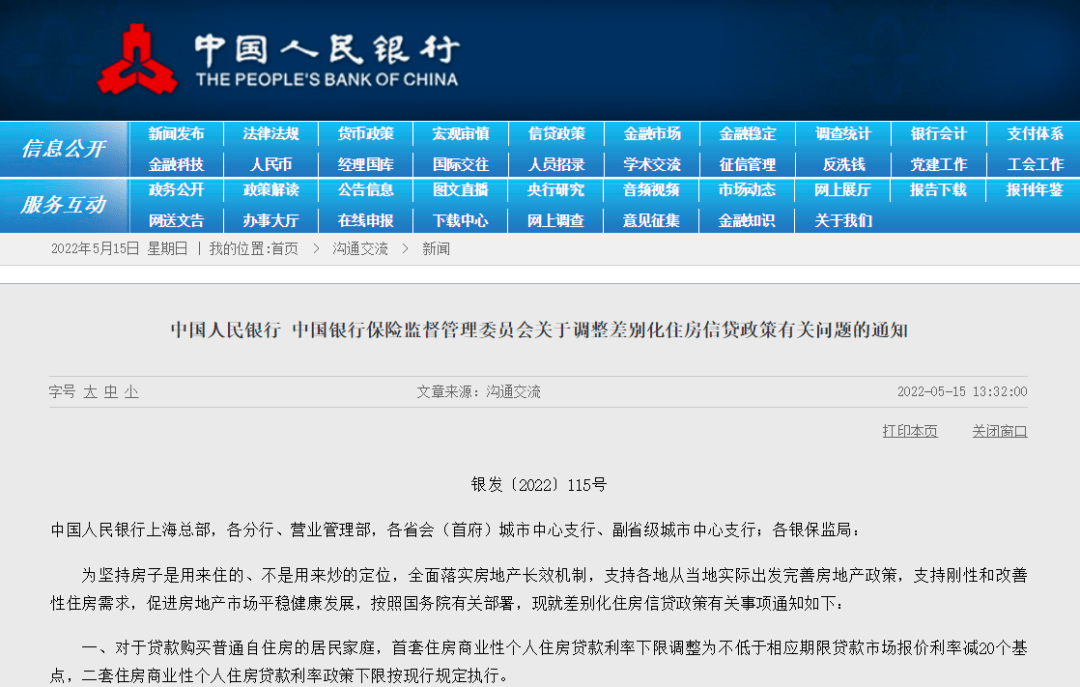 中国人民银行
THE PEOPLE'S BANK OF CHINA
信息公开
新闻发布 法律法规 货币政策 宏观审慎 信贷政策 金融市场 金融稳定 调查统计 银行会计 支付体系
金融科技 人民币 经理国库 国际交往 人员招录 学术交流 征信管理 反洗钱 党建工作 工会工作
服务互动
政务公开 政策解读 公告信息 图文直播 央行研究 音频视频 市场动态 网上展厅 报告下载 报刊年鉴
网送文告 办事大厅 在线申报 下载中心 网上调查 意见征集 金融知识 关于我们
2022年5月15日 星期日 | 我的位置:首页 > 沟通交流 > 新闻
中国人民银行 中国银行保险监督管理委员会关于调整差别化住房信贷政策有关问题的通知
字号 大 中 小 文章来源：沟通交流 2022-05-15 13:32:00
打印本页 关闭窗口
银发〔2022〕115号
中国人民银行上海总部，各分行、营业管理部，各省会（首府）城市中心支行、副省级城市中心支行；各银保监局：
为坚持房子是用来住的、不是用来炒的定位，全面落实房地产长效机制，支持各地从当地实际出发完善房地产政策，支持刚性和改善
性住房需求，促进房地产市场平稳健康发展，按照国务院有关部署，现就差别化住房信贷政策有关事项通知如下：
一、对于贷款购买普通自住房的居民家庭，首套住房商业性个人住房贷款利率下限调整为不低于相应期限贷款市场报价利率减20个基
点，二套住房商业性个人住房贷款利率政策下限按现行规定执行。